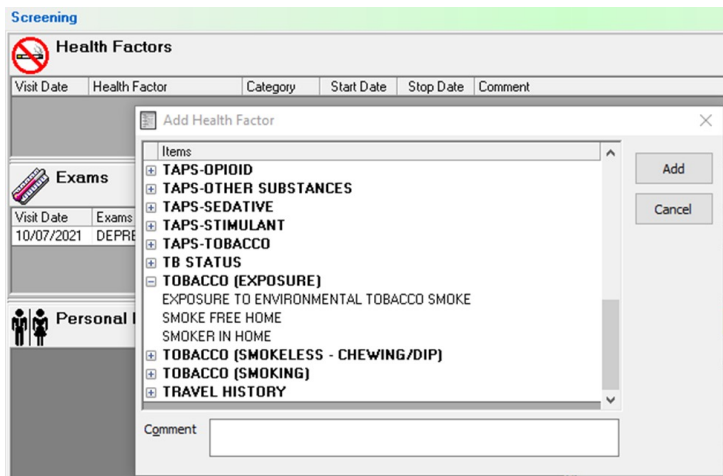 Screening
Health Factors
Visit Date Health Factor Category Start Date Stop Date Comment
Add Health Factor
Items
TAPS-OPIOID
TAPS-OTHER SUBSTANCES
TAPS-SEDATIVE
TAPS-STIMULANT
TAPS-TOBACCO
TB STATUS
TOBACCO (EXPOSURE)
EXPOSURE TO ENVIRONMENTAL TOBACCO SMOKE
SMOKE FREE HOME
SMOKER IN HOME
TOBACCO (SMOKELESS - CHEWING/DIP)
TOBACCO (SMOKING)
TRAVEL HISTORY
Comment
Add
Cancel
Exams
Visit Date Exams
10/07/2021 DEPRE
Personal